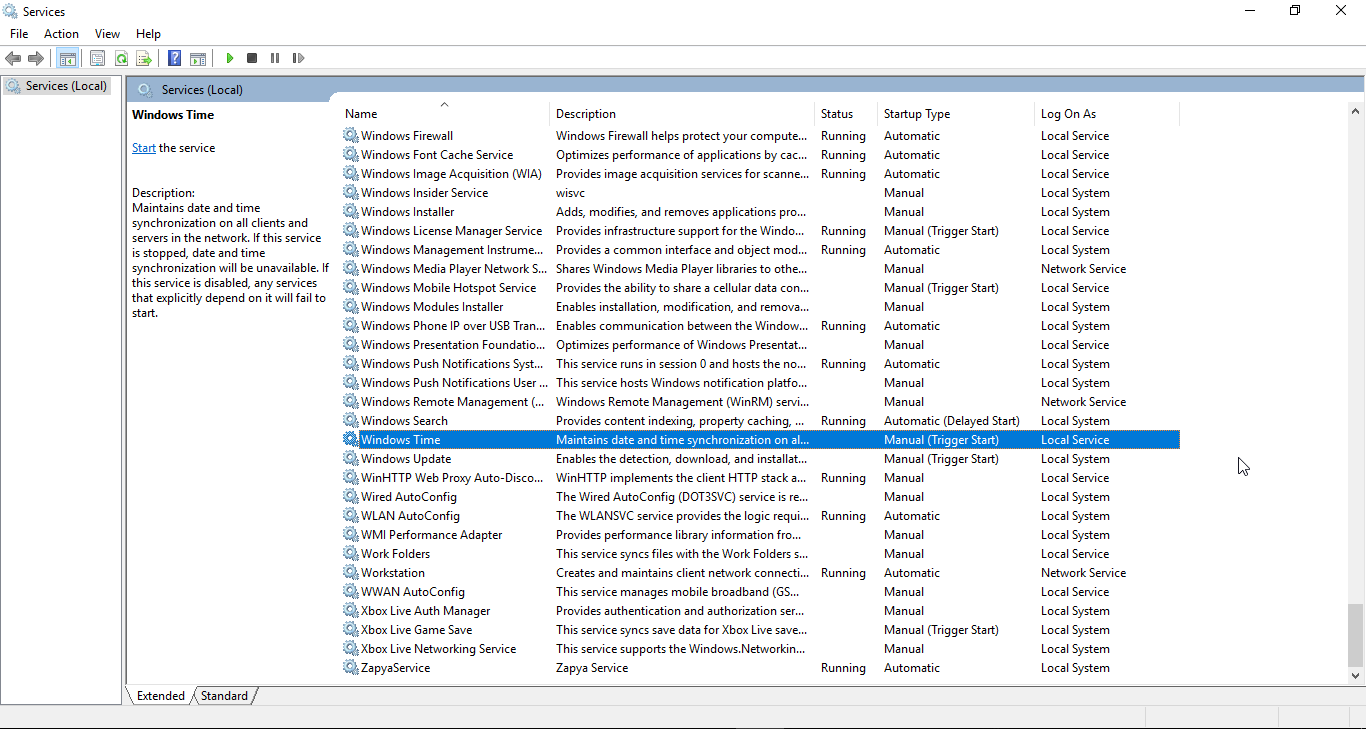 Services
File Action View Help
Services (Local)
Services (Local)
Windows Time
Start the service
Description:
Maintains date and time
synchronization on all clients and
servers in the network. If this service
is stopped, date and time
synchronization will be unavailable. If
this service is disabled, any services
that explicitly depend on it will fail to
start.
Name Description Status Startup Type Log On As
Windows Firewall Windows Firewall helps protect your compute... Running Automatic Local Service
Windows Font Cache Service Optimizes performance of applications by cac... Running Automatic Local Service
Windows Image Acquisition (WIA) Provides image acquisition services for scanne... Running Automatic Local Service
Windows Insider Service wisvc Manual Local System
Windows Installer Adds, modifies, and removes applications pro... Manual Local System
Windows License Manager Service Provides infrastructure support for the Windo... Running Manual (Trigger Start) Local Service
Windows Management Instrume... Provides a common interface and object mod... Running Automatic Local System
Windows Media Player Network S... Shares Windows Media Player libraries to othe... Manual Network Service
Windows Mobile Hotspot Service Provides the ability to share a cellular data con... Manual (Trigger Start) Local Service
Windows Modules Installer Enables installation, modification, and remova... Manual Local System
Windows Phone IP over USB Tran... Enables communication between the Window... Running Automatic Local System
Windows Presentation Foundatio... Optimizes performance of Windows Presentat... Manual Local Service
Windows Push Notifications Syst... This service runs in session 0 and hosts the no... Running Automatic Local System
Windows Push Notifications User ... This service hosts Windows notification platfo... Manual Local System
Windows Remote Management (... Windows Remote Management (WinRM) servi... Manual Network Service
Windows Search Provides content indexing, property caching, ... Running Automatic (Delayed Start) Local System
Windows Time Maintains date and time synchronization on al... Manual (Trigger Start) Local Service
Windows Update Enables the detection, download, and installat... Manual (Trigger Start) Local System
WinHTTP Web Proxy Auto-Disco... WinHTTP implements the client HTTP stack a... Running Manual Local Service
Wired AutoConfig The Wired AutoConfig (DOT3SVC) service is re... Manual Local System
WLAN AutoConfig The WLANSVC service provides the logic requi... Running Automatic Local System
WMI Performance Adapter Provides performance library information fro... Manual Local System
Work Folders This service syncs files with the Work Folders s... Manual Local Service
Workstation Creates and maintains client network connecti... Running Automatic Network Service
WWAN AutoConfig This service manages mobile broadband (GS... Manual Local Service
Xbox Live Auth Manager Provides authentication and authorization ser... Manual Local System
Xbox Live Game Save This service syncs save data for Xbox Live save... Manual (Trigger Start) Local System
Xbox Live Networking Service This service supports the Windows.Networkin... Manual Local System
ZapyaService Zapya Service Running Automatic Local System
Extended Standard